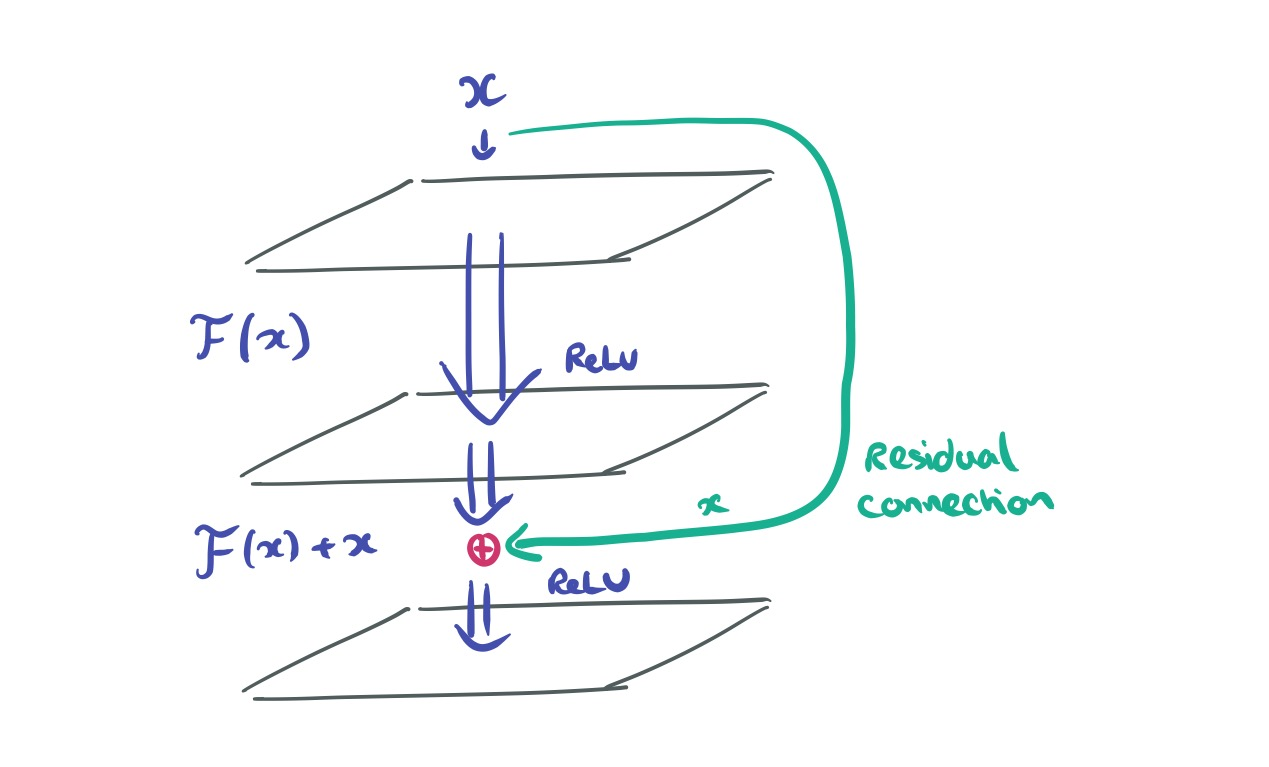 x
F(x)
ReLU
Residual
connection
x
F(x) + x
ReLU